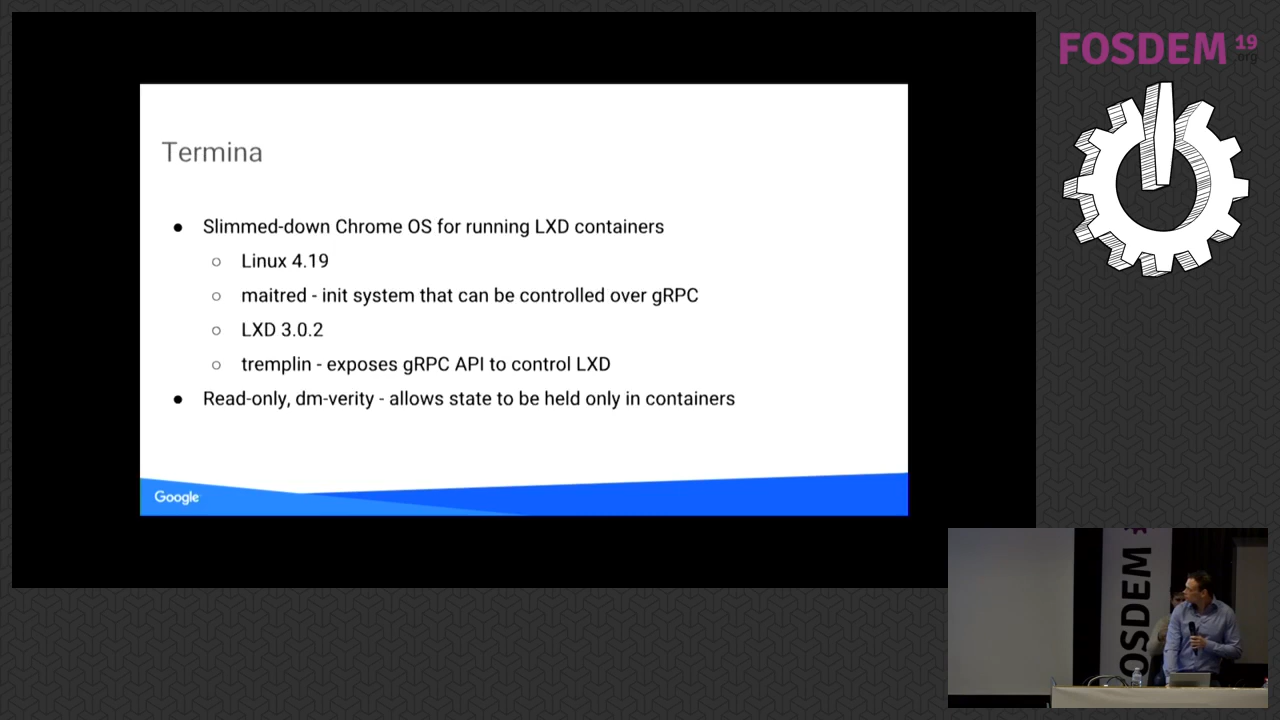 FOSDEM 19
.org
Termina
● Slimmed-down Chrome OS for running LXD containers
○ Linux 4.19
○ maitred - init system that can be controlled over gRPC
○ LXD 3.0.2
○ tremplin - exposes gRPC API to control LXD
● Read-only, dm-verity - allows state to be held only in containers
Google
OSDEM